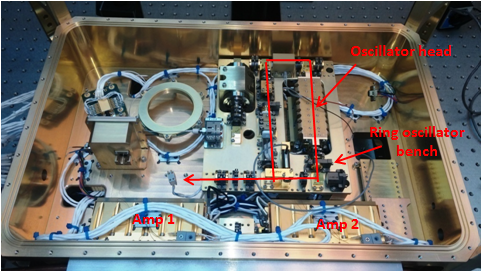 Oscillator head
Ring oscillator
bench
Amp 1
Amp 2